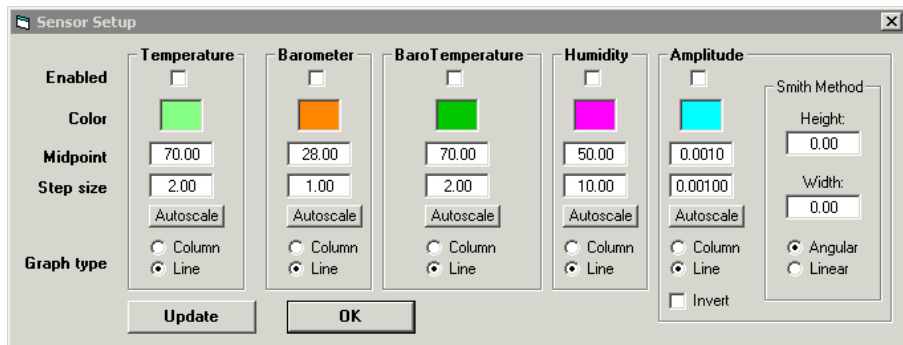 Sensor Setup
Temperature Barometer BaroTemperature Humidity Amplitude
Enabled
Smith Method
Color
Height:
Midpoint 70.00 28.00 70.00 50.00 0.0010 0.00
Step size 2.00 1.00 2.00 10.00 0.00100
Width:
0.00
Autoscale Autoscale Autoscale Autoscale Autoscale
Graph type
Column Column Column Column Column Angular
Line Line Line Line Line Linear
Invert
Update OK